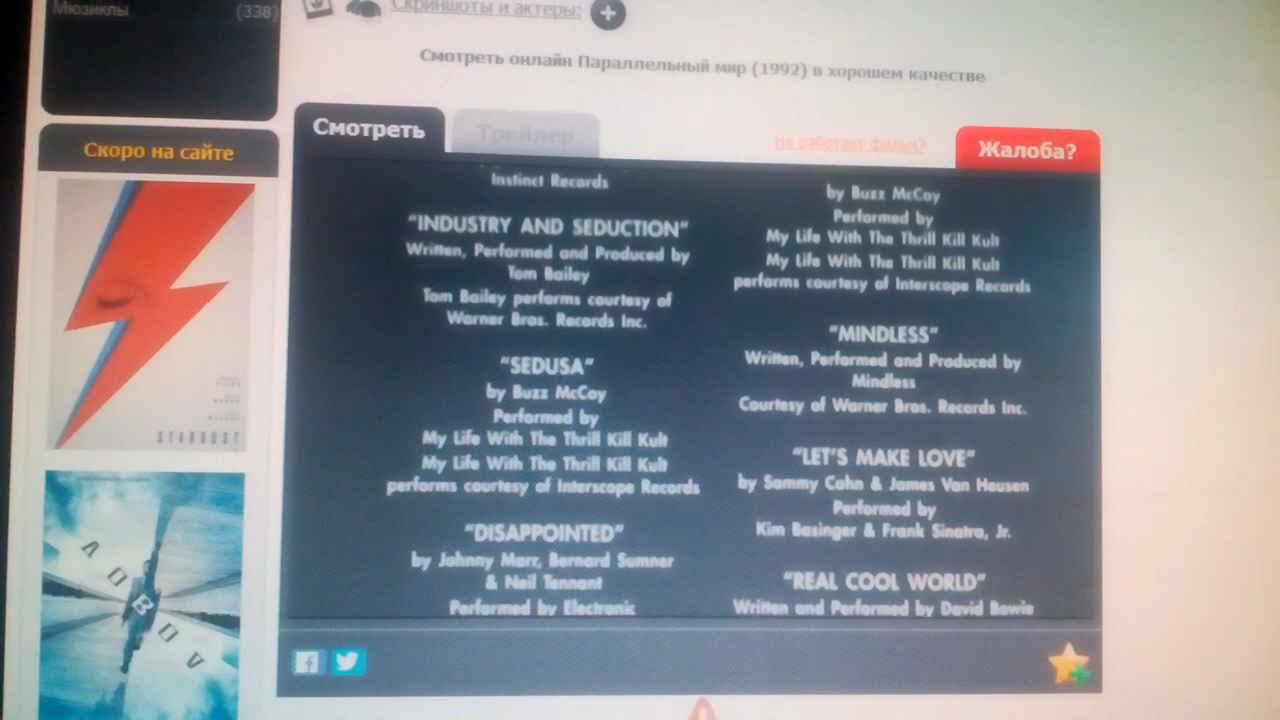 Мюзиклы (338)
Скриншоты и актеры:
Смотреть онлайн Параллельный мир (1992) в хорошем качестве
Смотреть
Трейлер
Не работает фильм?
Жалоба?
Скоро на сайте
STARDUST
Instinct Records
"INDUSTRY AND SEDUCTION"
Written, Performed and Produced by
Tom Bailey
Tom Bailey performs courtesy of
Warner Bros. Records Inc.
"SEDUSA"
by Buzz McCoy
Performed by
My Life With The Thrill Kill Kult
My Life With The Thrill Kill Kult
performs courtesy of Interscope Records
"DISAPPOINTED"
by Johnny Marr, Bernard Sumner
& Neil Tennant
Performed by Electronic
by Buzz McCoy
Performed by
My Life With The Thrill Kill Kult
My Life With The Thrill Kill Kult
performs courtesy of Interscope Records
"MINDLESS"
Written, Performed and Produced by
Mindless
Courtesy of Warner Bros. Records Inc.
"LET'S MAKE LOVE"
by Sammy Cahn & James Van Heusen
Performed by
Kim Basinger & Frank Sinatra, Jr.
"REAL COOL WORLD"
Written and Performed by David Bowie
ДОВОД